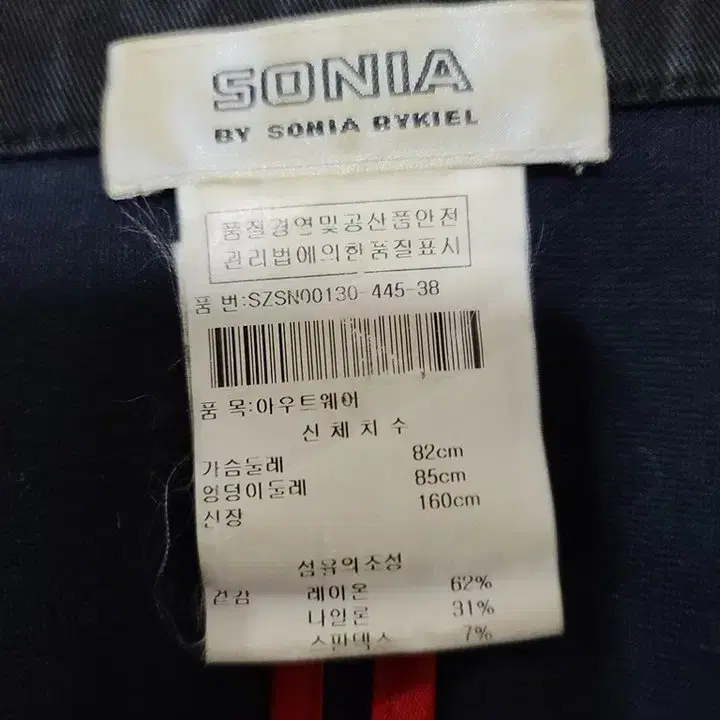 SONIA
BY SONIA RYKIEL
품질경영및공산품안전
관리법에의한품질표시
품 번:SZSN00130-445-38
품 목:아우트웨어
신 체 치 수
가슴둘레 82cm
엉덩이둘레 85cm
신장 160cm
섬유의조성
겉감 레이온 62%
나일론 31%
스판덱스 7%